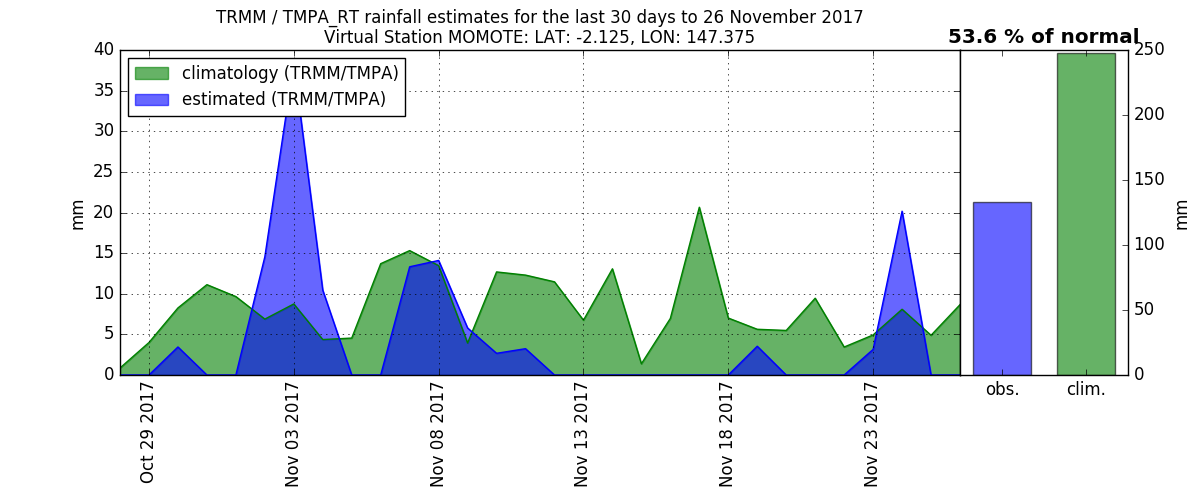 TRMM / TMPA_RT rainfall estimates for the last 30 days to 26 November 2017
Virtual Station MOMOTE: LAT: -2.125, LON: 147.375
53.6 % of normal
climatology (TRMM/TMPA)
estimated (TRMM/TMPA)
mm
40
35
30
25
20
15
10
5
0
Oct 29 2017
Nov 03 2017
Nov 08 2017
Nov 13 2017
Nov 18 2017
Nov 23 2017
obs.
clim.
250
200
150
100
50
0
mm